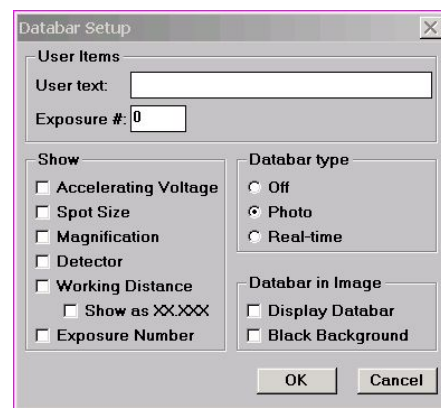 Databar Setup
User Items
User text:
Exposure #: 0
Show
Accelerating Voltage
Spot Size
Magnification
Detector
Working Distance
Show as XX.XXX
Exposure Number
Databar type
Off
Photo
Real-time
Databar in Image
Display Databar
Black Background
OK
Cancel